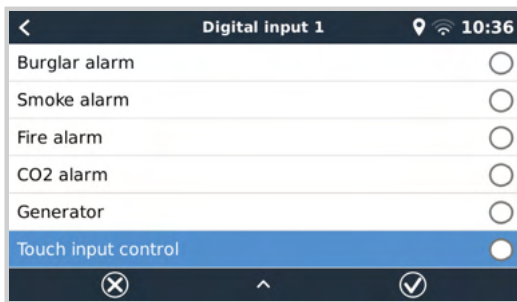 Digital input 1 10:36
Burglar alarm
Smoke alarm
Fire alarm
CO2 alarm
Generator
Touch input control